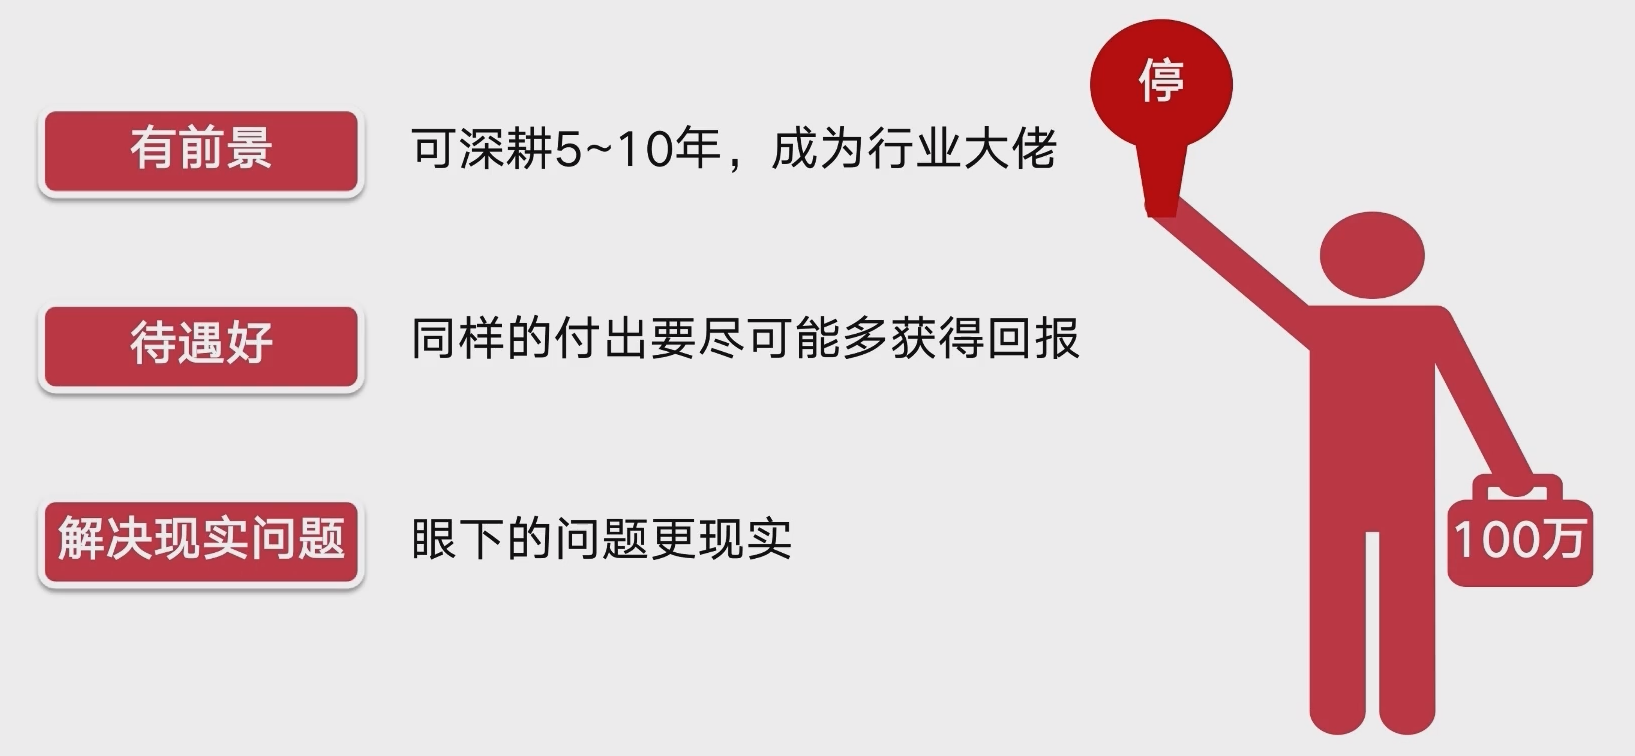 停
有前景
可深耕5~10年，成为行业大佬
待遇好
同样的付出要尽可能多获得回报
解决现实问题
眼下的问题更现实
100万